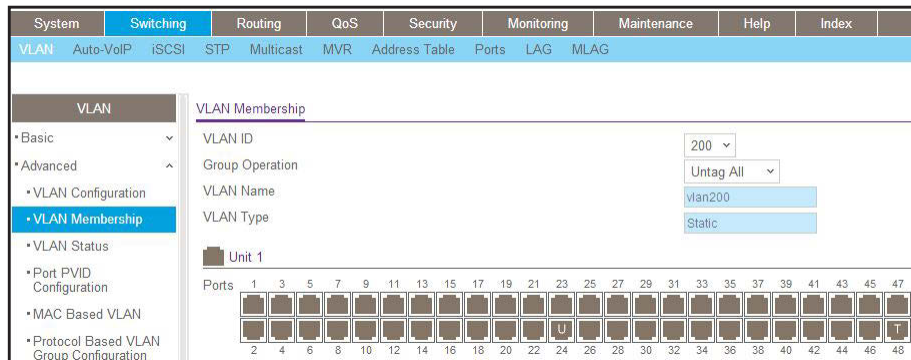 System Switching Routing QoS Security Monitoring Maintenance Help Index
VLAN Auto-VoIP iSCSI STP Multicast MVR Address Table Ports LAG MLAG
VLAN
Basic
Advanced
VLAN Configuration
VLAN Membership
VLAN Status
Port PVID
Configuration
MAC Based VLAN
Protocol Based VLAN
Group Configuration
VLAN Membership
VLAN ID 200
Group Operation Untag All
VLAN Name vlan200
VLAN Type Static
Unit 1
Ports 1 3 5 7 9 11 13 15 17 19 21 23 25 27 29 31 33 35 37 39 41 43 45 47
U T
2 4 6 8 10 12 14 16 18 20 22 24 26 28 30 32 34 36 38 40 42 44 46 48